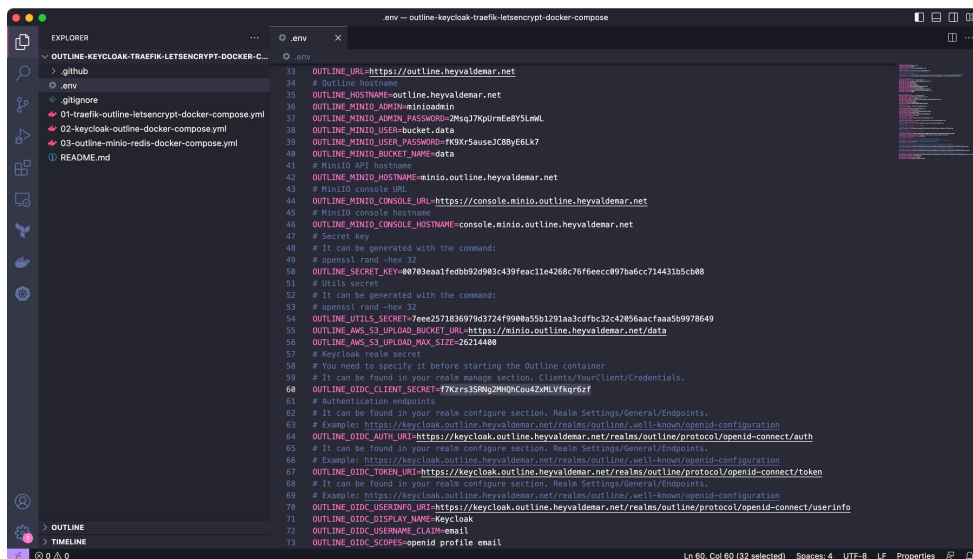 .env — outline-keycloak-traefik-letsencrypt-docker-compose
EXPLORER
OUTLINE-KEYCLOAK-TRAEFIK-LETSENCRYPT-DOCKER-C...
.github
.env
.gitignore
01-traefik-outline-letsencrypt-docker-compose.yml
02-keycloak-outline-docker-compose.yml
03-outline-minio-redis-docker-compose.yml
README.md
OUTLINE
TIMELINE
1
.env
.env
33 OUTLINE_URL=https://outline.heyvaldemar.net
34 # Outline hostname
35 OUTLINE_HOSTNAME=outline.heyvaldemar.net
36 OUTLINE_MINIO_ADMIN=minioadmin
37 OUTLINE_MINIO_ADMIN_PASSWORD=2MsqJ7KpUrmEe8Y5LmWL
38 OUTLINE_MINIO_USER=bucket.data
39 OUTLINE_MINIO_USER_PASSWORD=fK9Xr5auseJC8ByE6Lk7
40 OUTLINE_MINIO_BUCKET_NAME=data
41 # MiniIO API hostname
42 OUTLINE_MINIO_HOSTNAME=minio.outline.heyvaldemar.net
43 # MiniIO console URL
44 OUTLINE_MINIO_CONSOLE_URL=https://console.minio.outline.heyvaldemar.net
45 # MiniIO console hostname
46 OUTLINE_MINIO_CONSOLE_HOSTNAME=console.minio.outline.heyvaldemar.net
47 # Secret key
48 # It can be generated with the command:
49 # openssl rand -hex 32
50 OUTLINE_SECRET_KEY=00703eaa1fedbb92d903c439feac11e4268c76f6eecc097ba6cc714431b5cb08
51 # Utils secret
52 # It can be generated with the command:
53 # openssl rand -hex 32
54 OUTLINE_UTILS_SECRET=7eee2571836979d3724f9900a55b1291aa3cdfbc32c42056aacfaaa5b9978649
55 OUTLINE_AWS_S3_UPLOAD_BUCKET_URL=https://minio.outline.heyvaldemar.net/data
56 OUTLINE_AWS_S3_UPLOAD_MAX_SIZE=26214400
57 # Keycloak realm secret
58 # You need to specify it before starting the Outline container
59 # It can be found in your realm manage section. Clients/YourClient/Credentials.
60 OUTLINE_OIDC_CLIENT_SECRET=f7Kzrs3SRNg2MHQhCou4ZxMLVfkqr6zf
61 # Authentication endpoints
62 # It can be found in your realm configure section. Realm Settings/General/Endpoints.
63 # Example: https://keycloak.outline.heyvaldemar.net/realms/outline/.well-known/openid-configuration
64 OUTLINE_OIDC_AUTH_URI=https://keycloak.outline.heyvaldemar.net/realms/outline/protocol/openid-connect/auth
65 # It can be found in your realm configure section. Realm Settings/General/Endpoints.
66 # Example: https://keycloak.outline.heyvaldemar.net/realms/outline/.well-known/openid-configuration
67 OUTLINE_OIDC_TOKEN_URI=https://keycloak.outline.heyvaldemar.net/realms/outline/protocol/openid-connect/token
68 # It can be found in your realm configure section. Realm Settings/General/Endpoints.
69 # Example: https://keycloak.outline.heyvaldemar.net/realms/outline/.well-known/openid-configuration
70 OUTLINE_OIDC_USERINFO_URI=https://keycloak.outline.heyvaldemar.net/realms/outline/protocol/openid-connect/userinfo
71 OUTLINE_OIDC_DISPLAY_NAME=Keycloak
72 OUTLINE_OIDC_USERNAME_CLAIM=email
73 OUTLINE_OIDC_SCOPES=openid profile email
0 0 Ln 60, Col 60 (32 selected) Spaces: 4 UTF-8 LF Properties